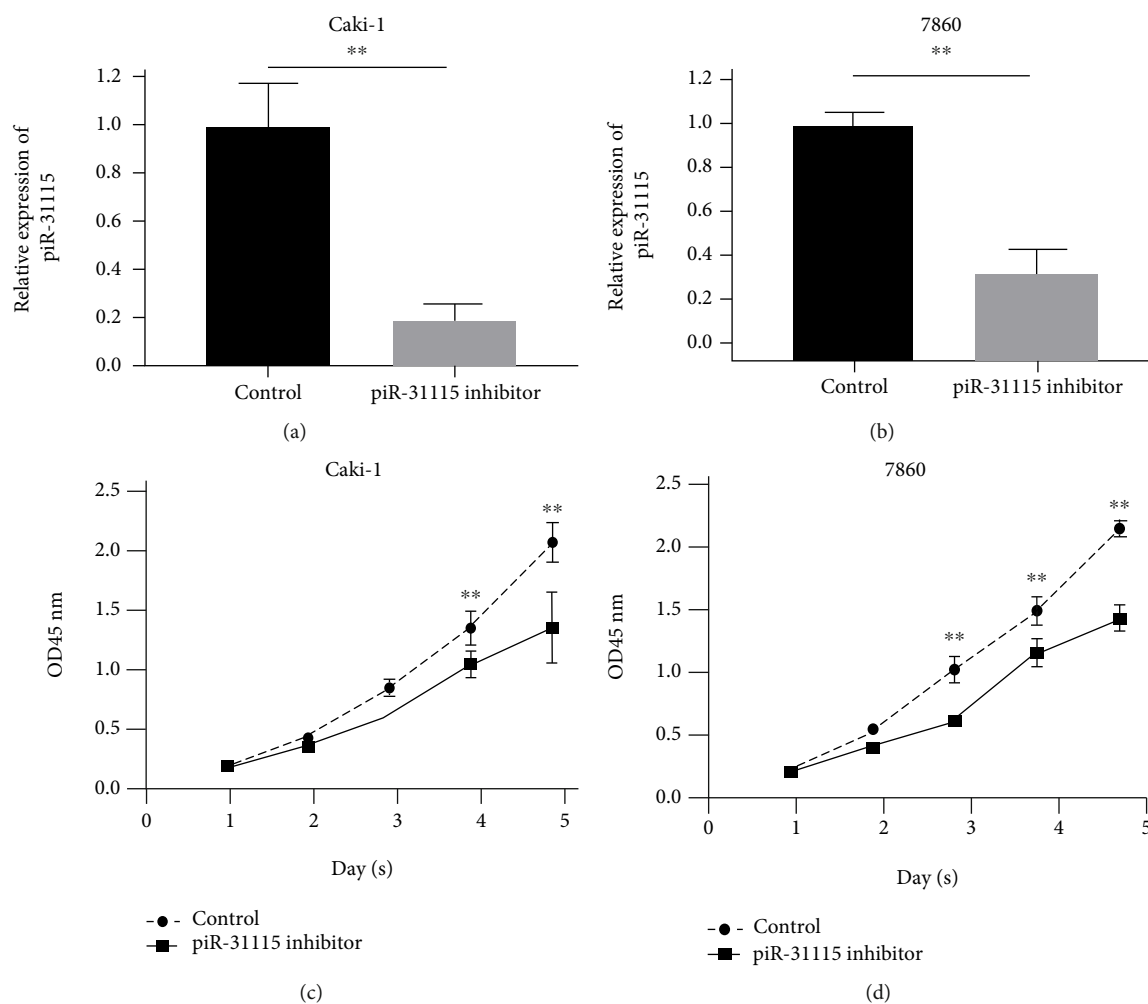 Caki-1
**
Relative expression of
piR-31115
1.2
1.0
0.8
0.6
0.4
0.2
0.0
Control
piR-31115 inhibitor
(a)
7860
**
Relative expression of
piR-31115
1.2
1.0
0.8
0.6
0.4
0.2
0.0
Control
piR-31115 inhibitor
(b)
Caki-1
OD45 nm
2.5
2.0
1.5
1.0
0.5
0.0
**
**
0 1 2 3 4 5
Day (s)
Control
piR-31115 inhibitor
(c)
7860
OD45 nm
2.5
2.0
1.5
1.0
0.5
0.0
**
**
**
0 1 2 3 4 5
Day (s)
Control
piR-31115 inhibitor
(d)